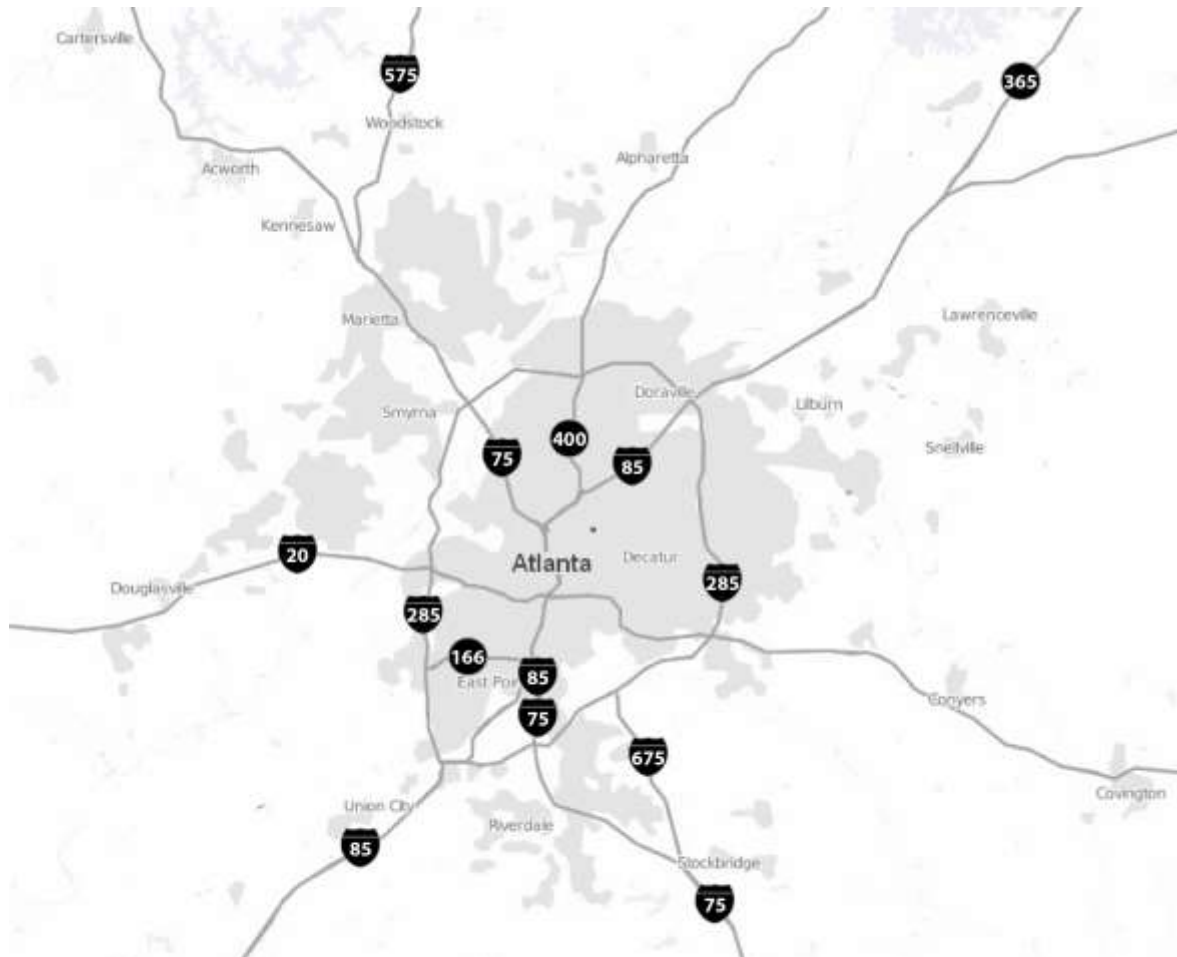 Cartersville
575
365
Woodstock
Alpharetta
Acworth
Kennesaw
Lawrenceville
Marietta
Doraville
Lilburn
Smyrna
400
Snellville
75
85
20
Atlanta
Decatur
Douglasville
285
285
166
85
East Poi
Conyers
75
675
Covington
Union City
Riverdale
85
Stockbridge
75